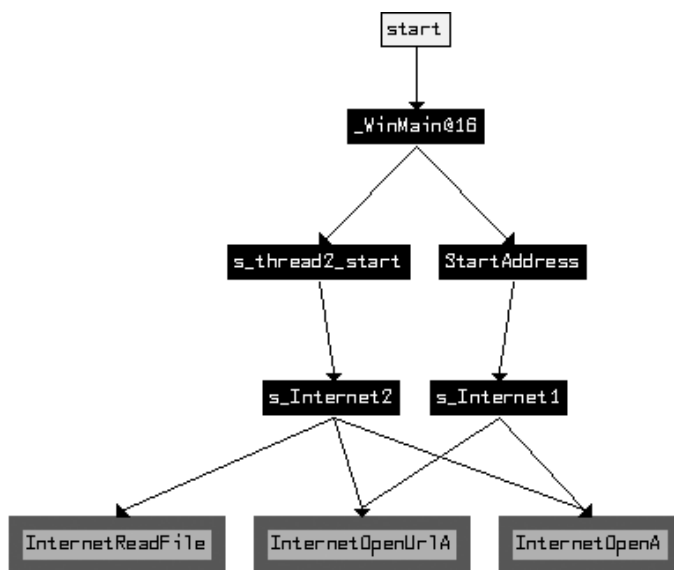 start
_WinMain@16
s_thread2_start
StartAddress
s_Internet2
s_Internet1
InternetReadFile
InternetOpenUrlA
InternetOpenA